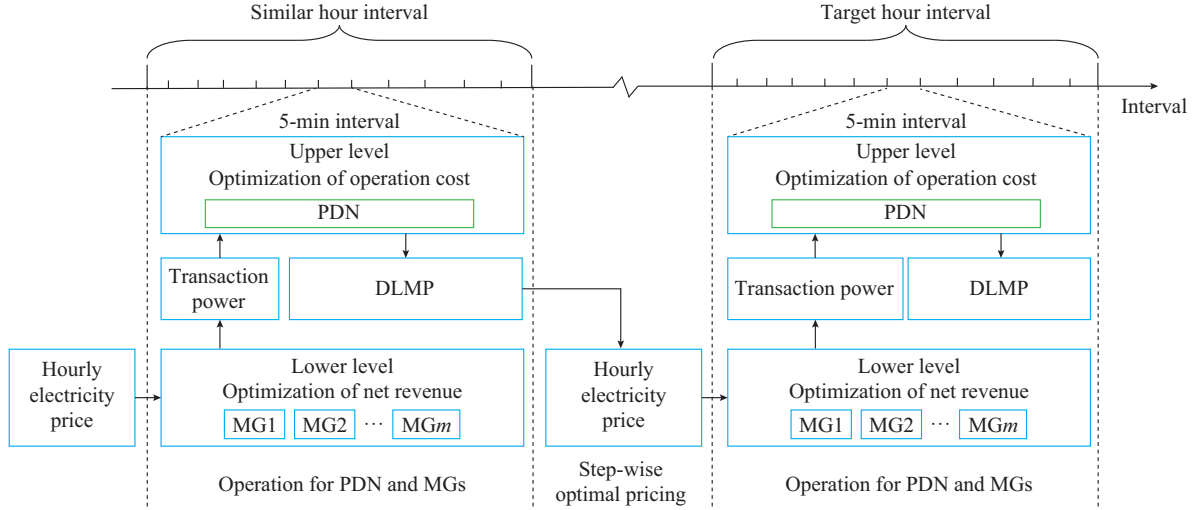 Similar hour interval
Target hour interval
Interval
5-min interval
Upper level
Optimization of operation cost
PDN
Transaction
power
DLMP
Hourly
electricity
price
Lower level
Optimization of net revenue
MG1 MG2 ··· MGm
Operation for PDN and MGs
Hourly
electricity
price
Step-wise
optimal pricing
5-min interval
Upper level
Optimization of operation cost
PDN
Transaction power
DLMP
Lower level
Optimization of net revenue
MG1 MG2 ··· MGm
Operation for PDN and MGs